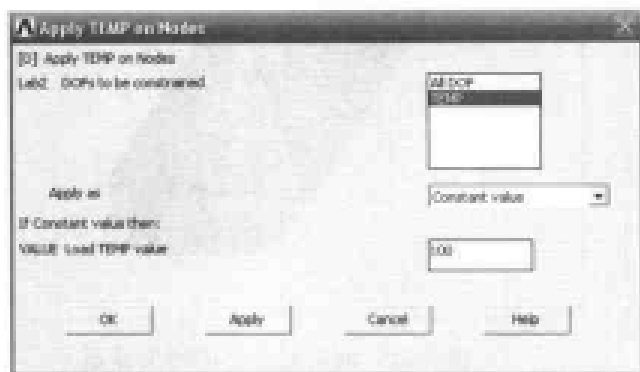 Apply TEMP on Nodes
[D] Apply TEMP on Nodes
Lab2 DOFs to be constrained
All DOF
TEMP
Apply as
Constant value
If Constant value then:
VALUE Load TEMP value
100
OK
Apply
Cancel
Help